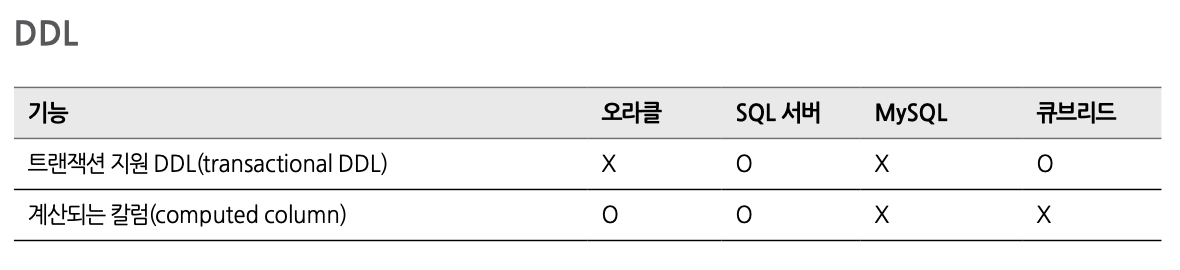 DDL
기능 오라클 SQL 서버 MySQL 큐브리드
트랜잭션 지원 DDL(transactional DDL) X O X O
계산되는 칼럼(computed column) O O X X